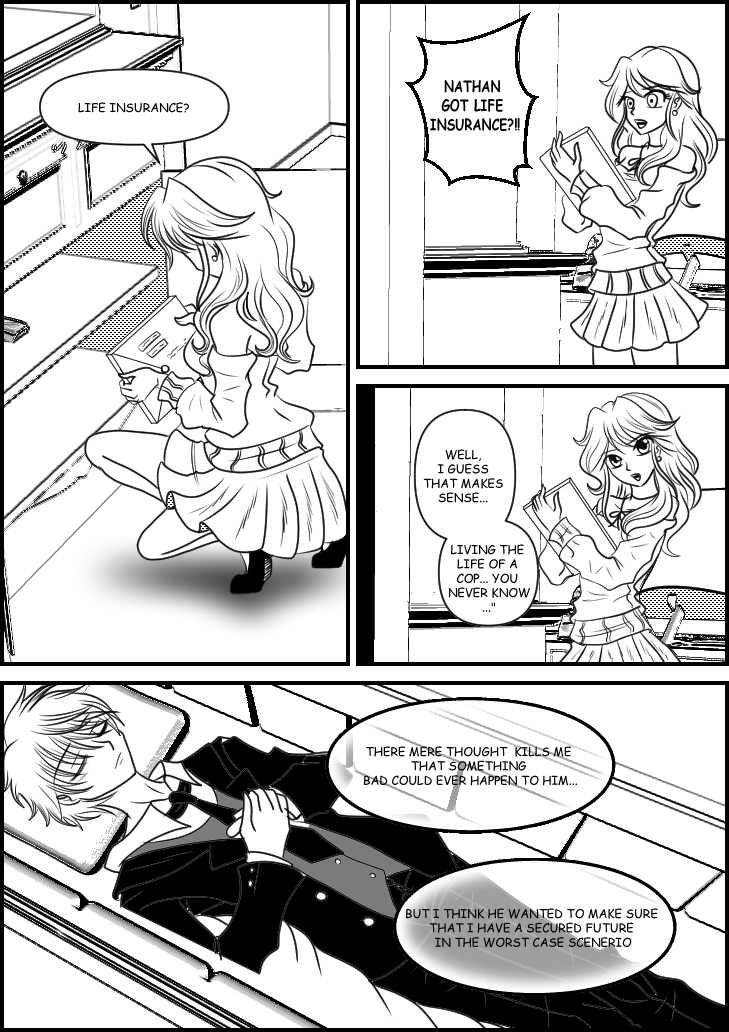 LIFE INSURANCE?
NATHAN
GOT LIFE
INSURANCE?!!
WELL,
I GUESS
THAT MAKES
SENSE...
LIVING THE
LIFE OF A
COP... YOU
NEVER KNOW
..."
THERE MERE THOUGHT KILLS ME
THAT SOMETHING
BAD COULD EVER HAPPEN TO HIM...
BUT I THINK HE WANTED TO MAKE SURE
THAT I HAVE A SECURED FUTURE
IN THE WORST CASE SCENERIO